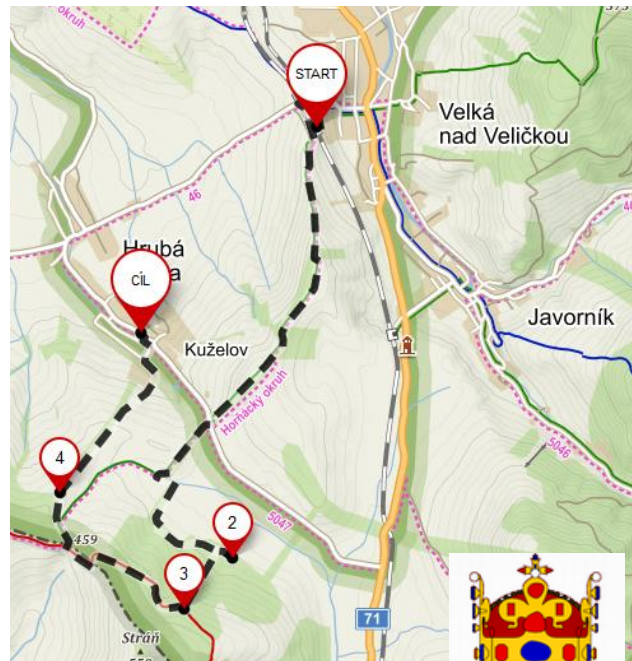 okruh
575
START
Velká
nad Veličkou
46
Hrubá
CÍL
Javorník
Kuželov
Horňácký okruh
4
5046
2
459
5047
3
71
Stráň